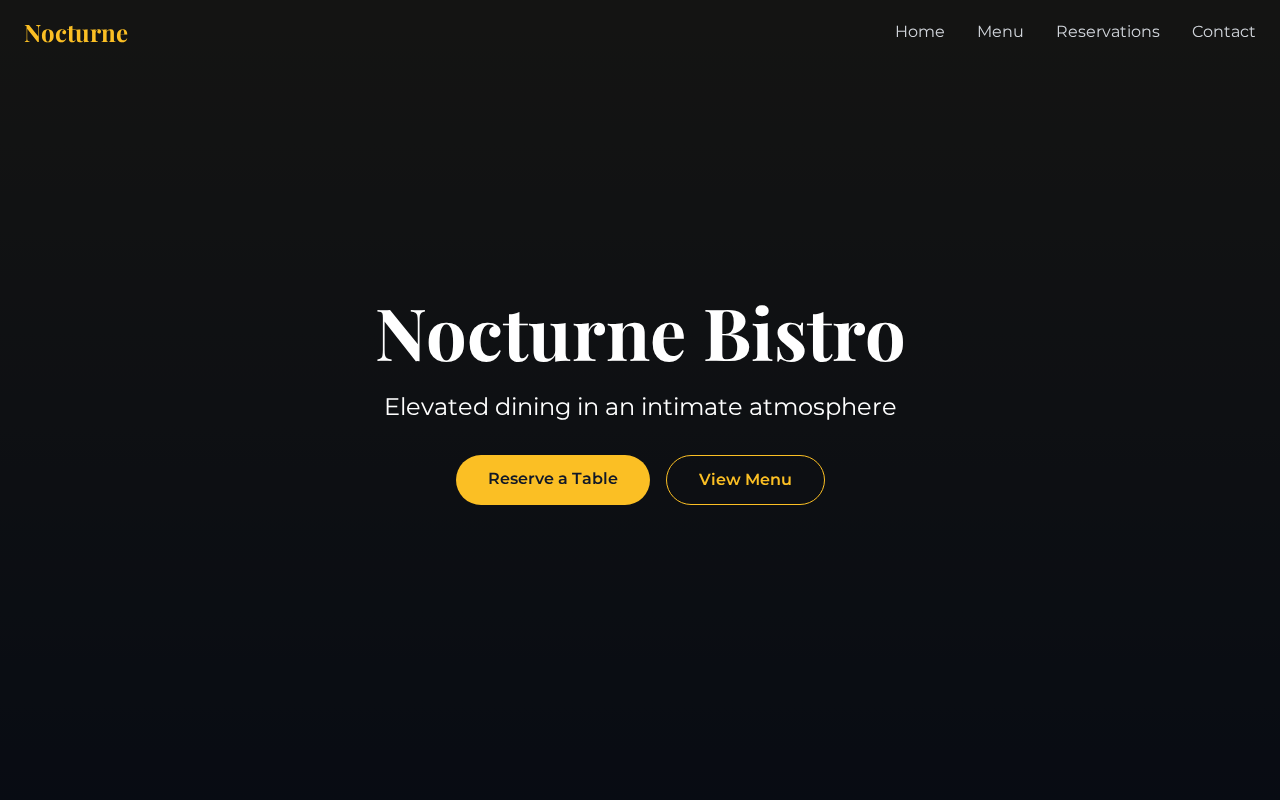 Nocturne
Home Menu Reservations Contact
Nocturne Bistro
Elevated dining in an intimate atmosphere
Reserve a Table View Menu